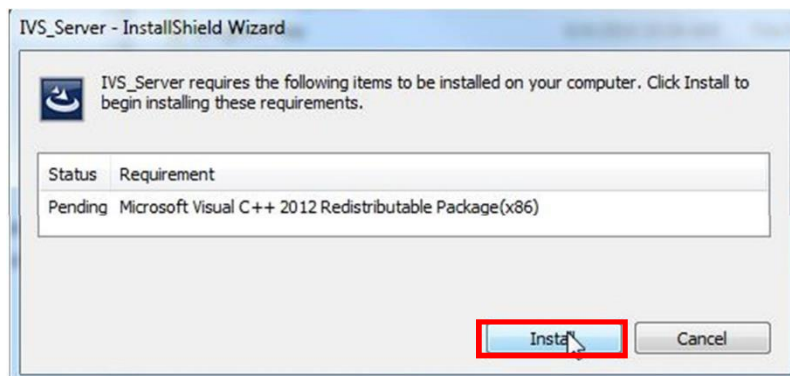 IVS_Server - InstallShield Wizard
IVS_Server requires the following items to be installed on your computer. Click Install to
begin installing these requirements.
Status Requirement
Pending Microsoft Visual C++ 2012 Redistributable Package(x86)
Install Cancel